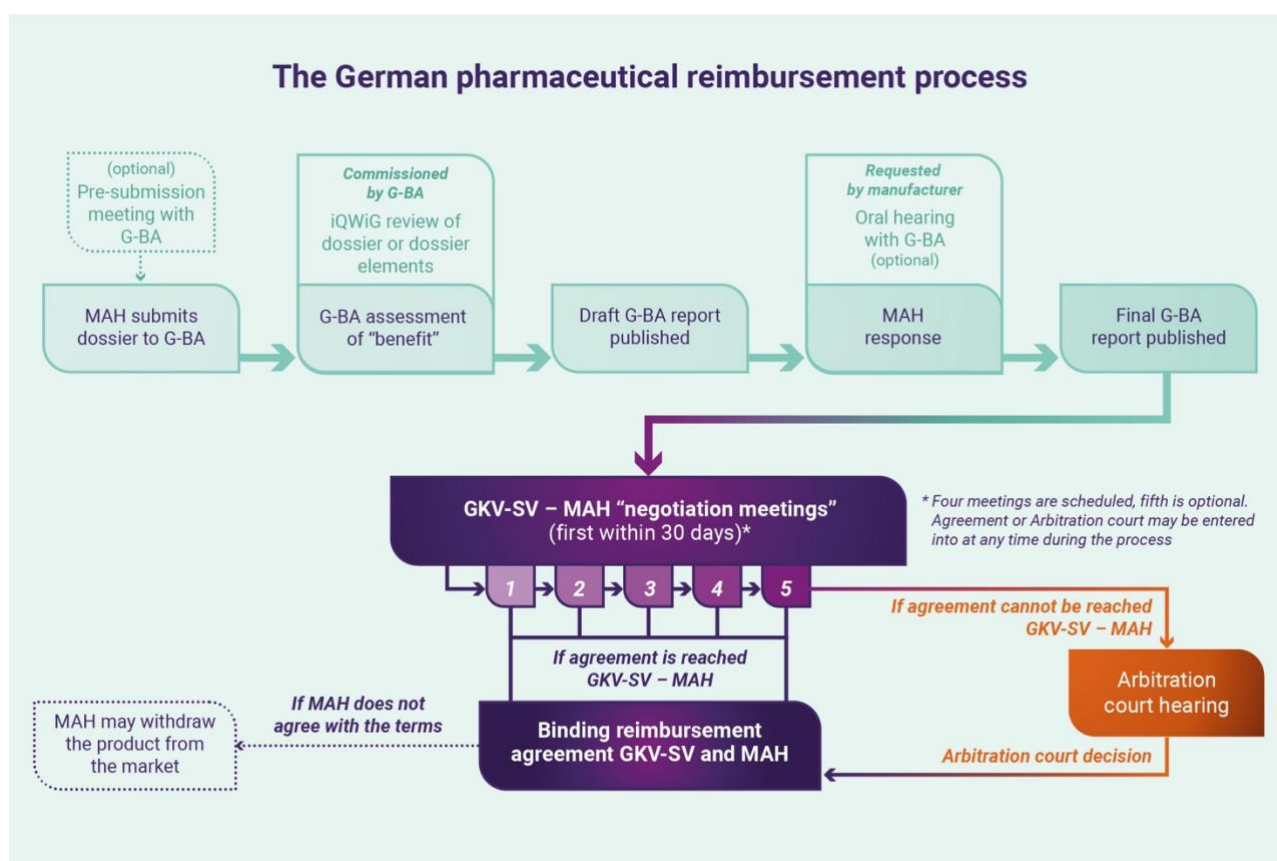 The German pharmaceutical reimbursement process
(optional)
Pre-submission
meeting with
G-BA
MAH submits
dossier to G-BA
Commissioned
by G-BA
iQWiG review of
dossier or dossier
elements
G-BA assessment
of “benefit”
Draft G-BA report
published
Requested
by manufacturer
Oral hearing
with G-BA
(optional)
MAH
response
Final G-BA
report published
GKV-SV – MAH “negotiation meetings”
(first within 30 days)*
* Four meetings are scheduled, fifth is optional.
Agreement or Arbitration court may be entered
into at any time during the process
1
2
3
4
5
If agreement cannot be reached
GKV-SV – MAH
If agreement is reached
GKV-SV – MAH
Arbitration
court hearing
If MAH does not
agree with the terms
MAH may withdraw
the product from
the market
Binding reimbursement
agreement GKV-SV and MAH
Arbitration court decision